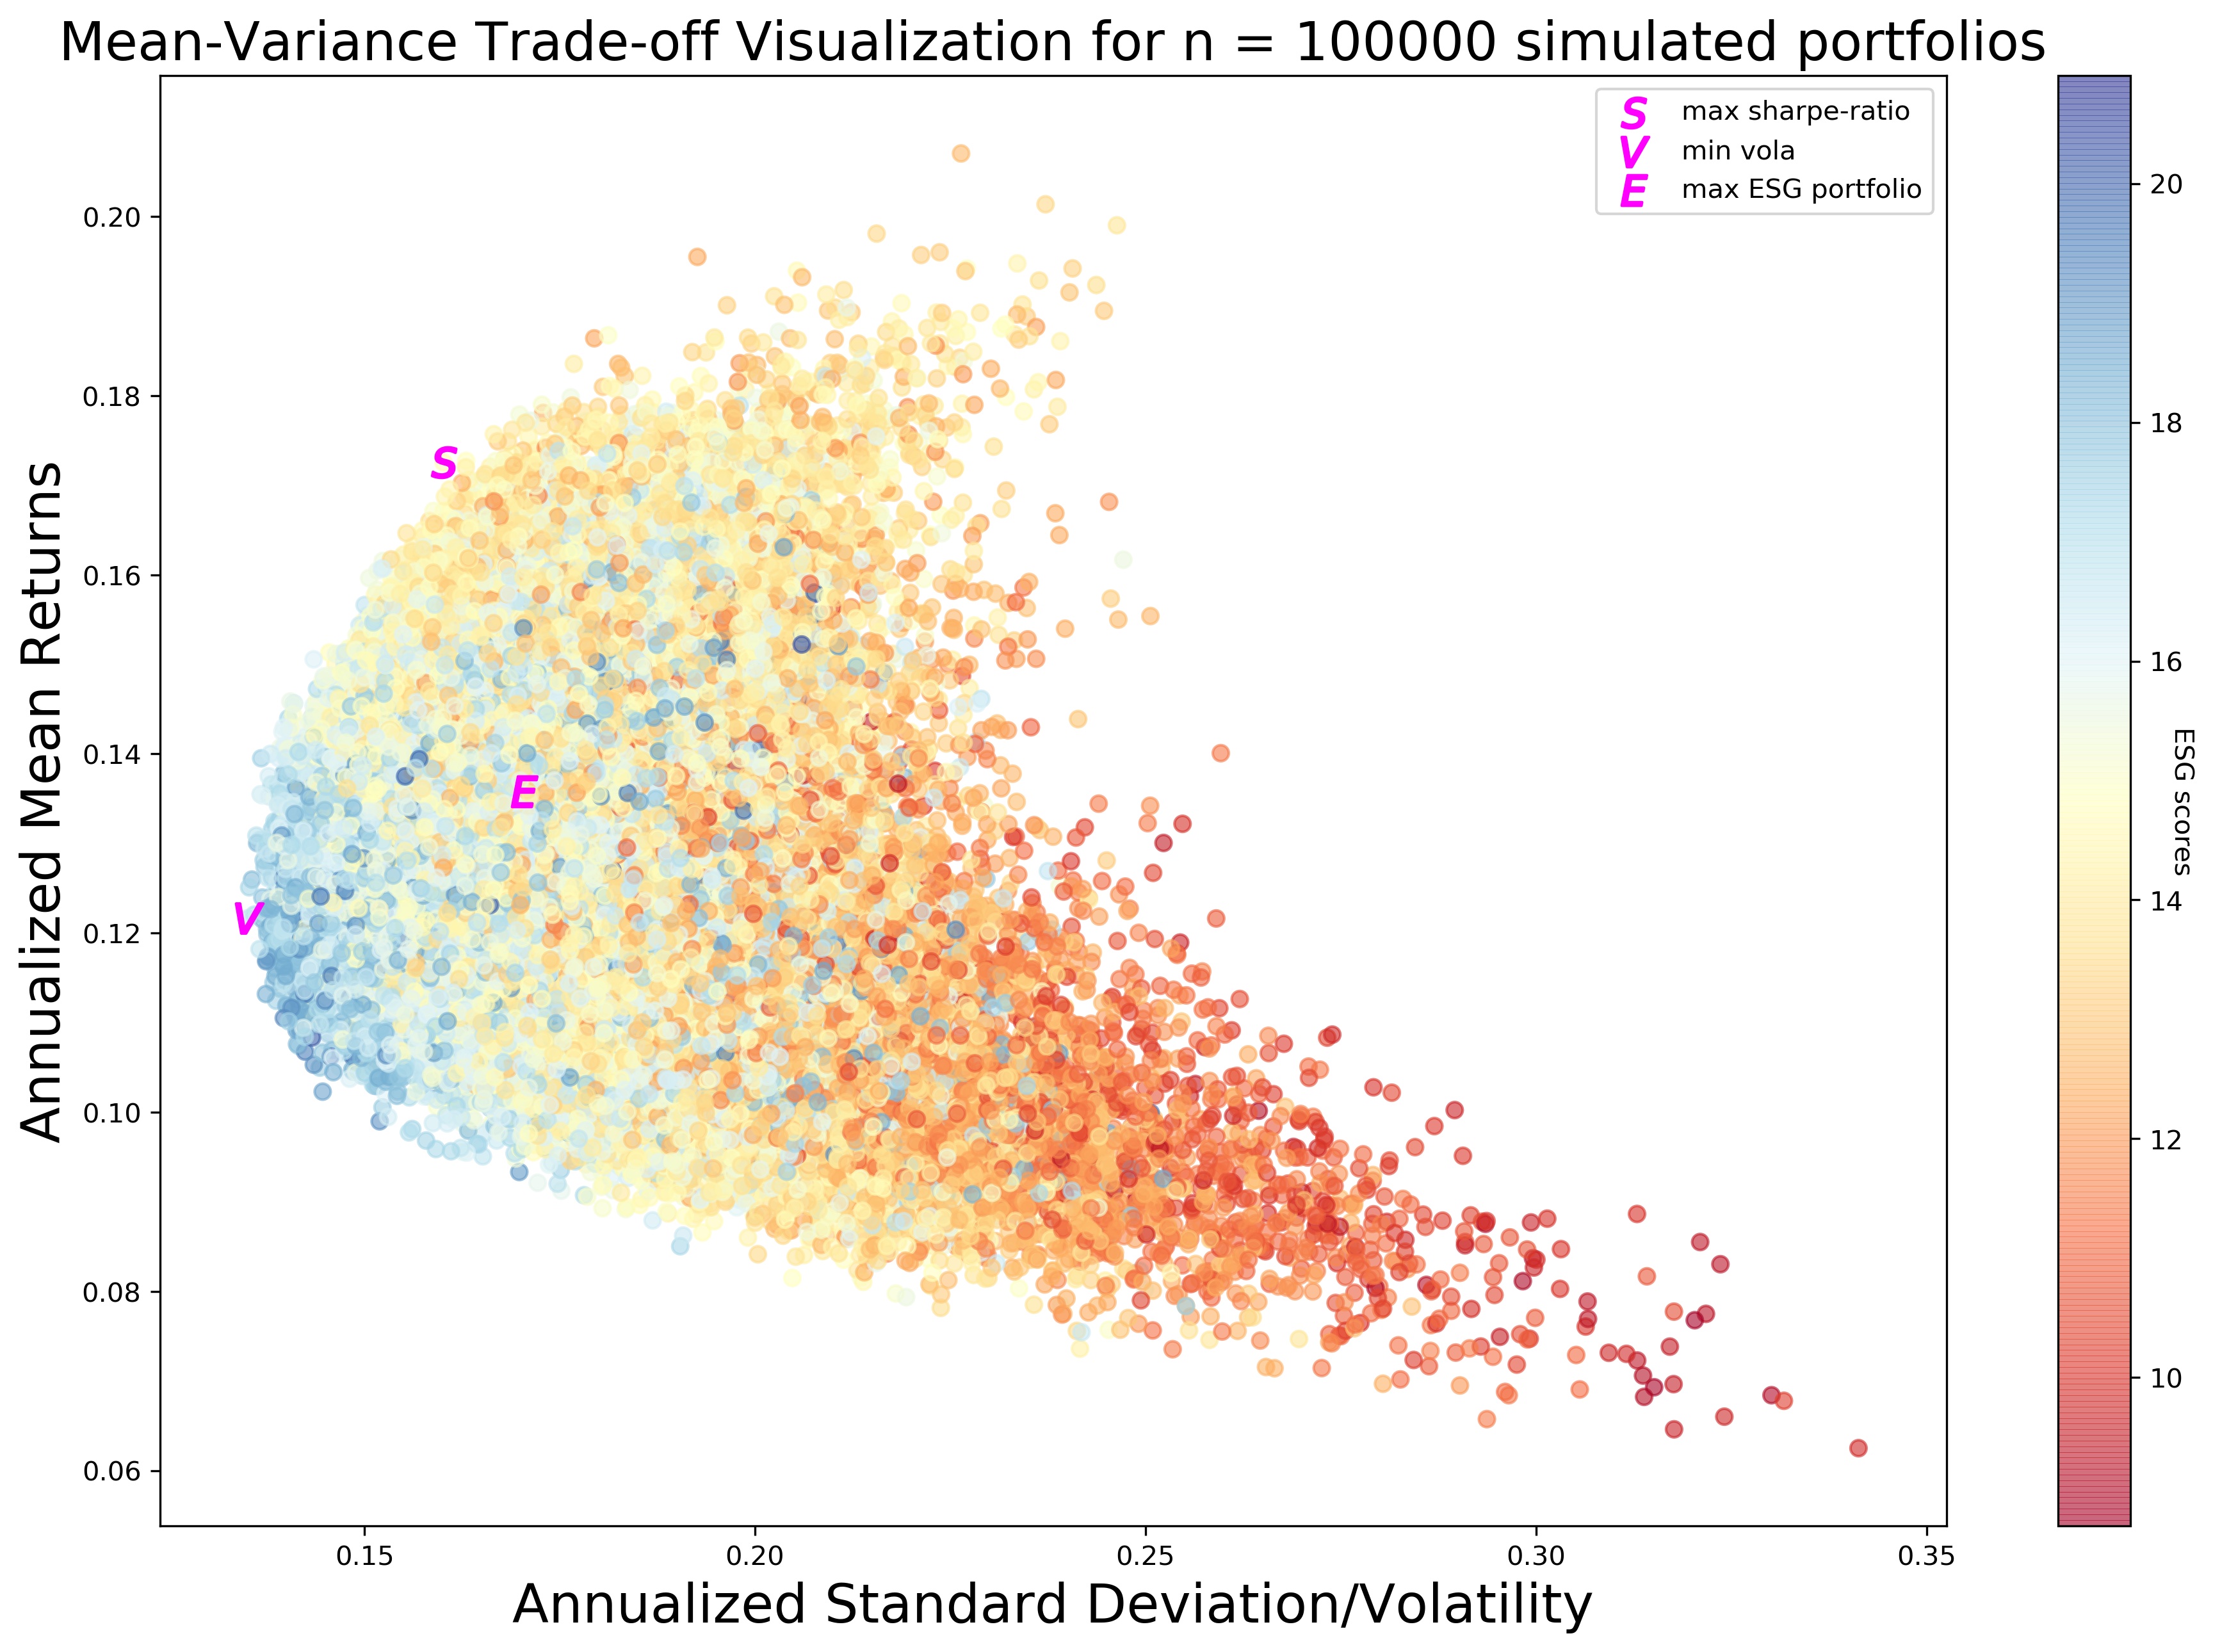 Mean-Variance Trade-off Visualization for n = 100000 simulated portfolios
S max sharpe-ratio
V min vola
E max ESG portfolio
0.20
0.18
0.16
0.14
0.12
0.10
0.08
0.06
Annualized Mean Returns
S
E
V
0.15 0.20 0.25 0.30 0.35
Annualized Standard Deviation/Volatility
20
18
16
14
12
10
ESG scores